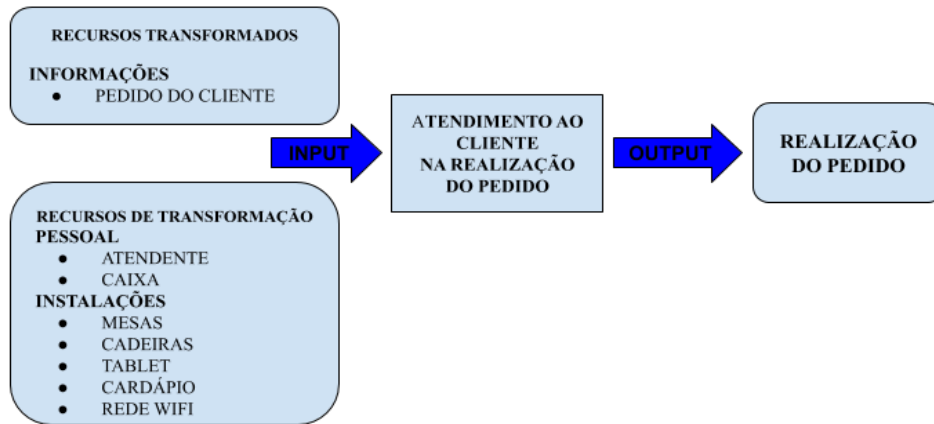 RECURSOS TRANSFORMADOS
INFORMAÇÕES
● PEDIDO DO CLIENTE
INPUT
ATENDIMENTO AO
CLIENTE
NA REALIZAÇÃO
DO PEDIDO
OUTPUT
REALIZAÇÃO
DO PEDIDO
RECURSOS DE TRANSFORMAÇÃO
PESSOAL
● ATENDENTE
● CAIXA
INSTALAÇÕES
● MESAS
● CADEIRAS
● TABLET
● CARDÁPIO
● REDE WIFI